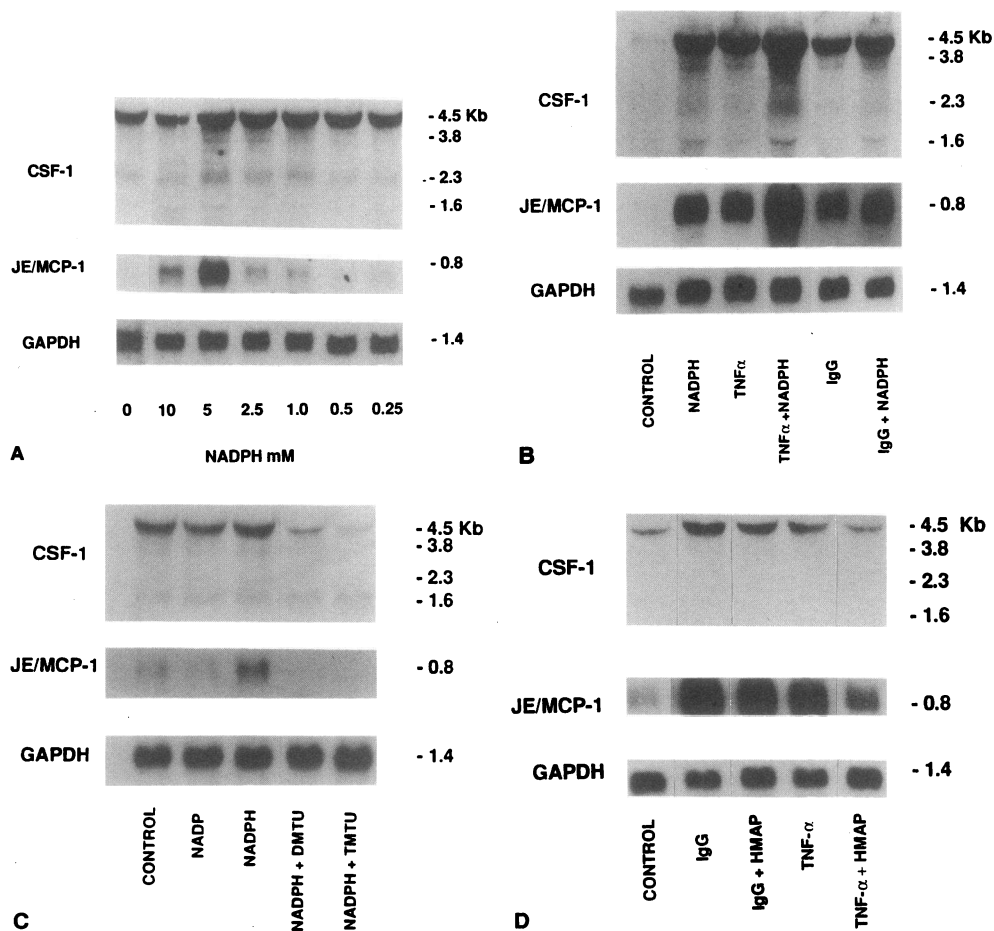 CSF-1
- 4.5 Kb
- 3.8
- 2.3
- 1.6
JE/MCP-1
- 0.8
GAPDH
- 1.4
0 10 5 2.5 1.0 0.5 0.25
A
NADPH mM
CSF-1
- 4.5 Kb
- 3.8
- 2.3
- 1.6
JE/MCP-1
- 0.8
GAPDH
- 1.4
CONTROL
NADPH
TNFα
TNFα +NADPH
IgG
IgG + NADPH
B
CSF-1
- 4.5 Kb
- 3.8
- 2.3
- 1.6
JE/MCP-1
- 0.8
GAPDH
- 1.4
CONTROL
NADP
NADPH
NADPH + DMTU
NADPH + TMTU
C
CSF-1
- 4.5 Kb
- 3.8
- 2.3
- 1.6
JE/MCP-1
- 0.8
GAPDH
- 1.4
CONTROL
IgG
IgG + HMAP
TNF-α
TNF-α + HMAP
D